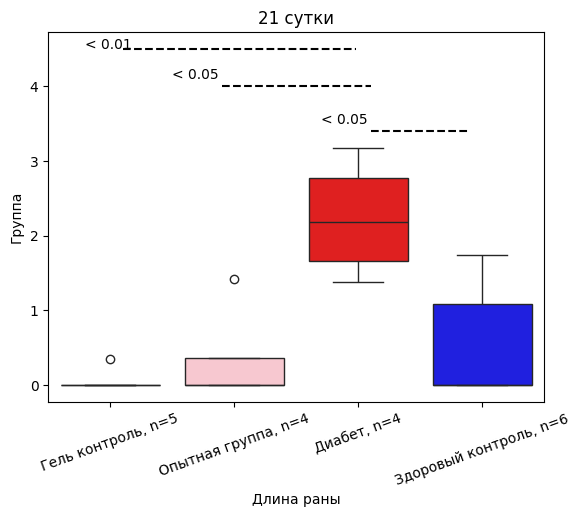 21 сутки
< 0.01
< 0.05
< 0.05
4
3
2
1
0
Группа
Гель контроль, n=5
Опытная группа, n=4
Диабет, n=4
Здоровый контроль, n=6
Длина раны